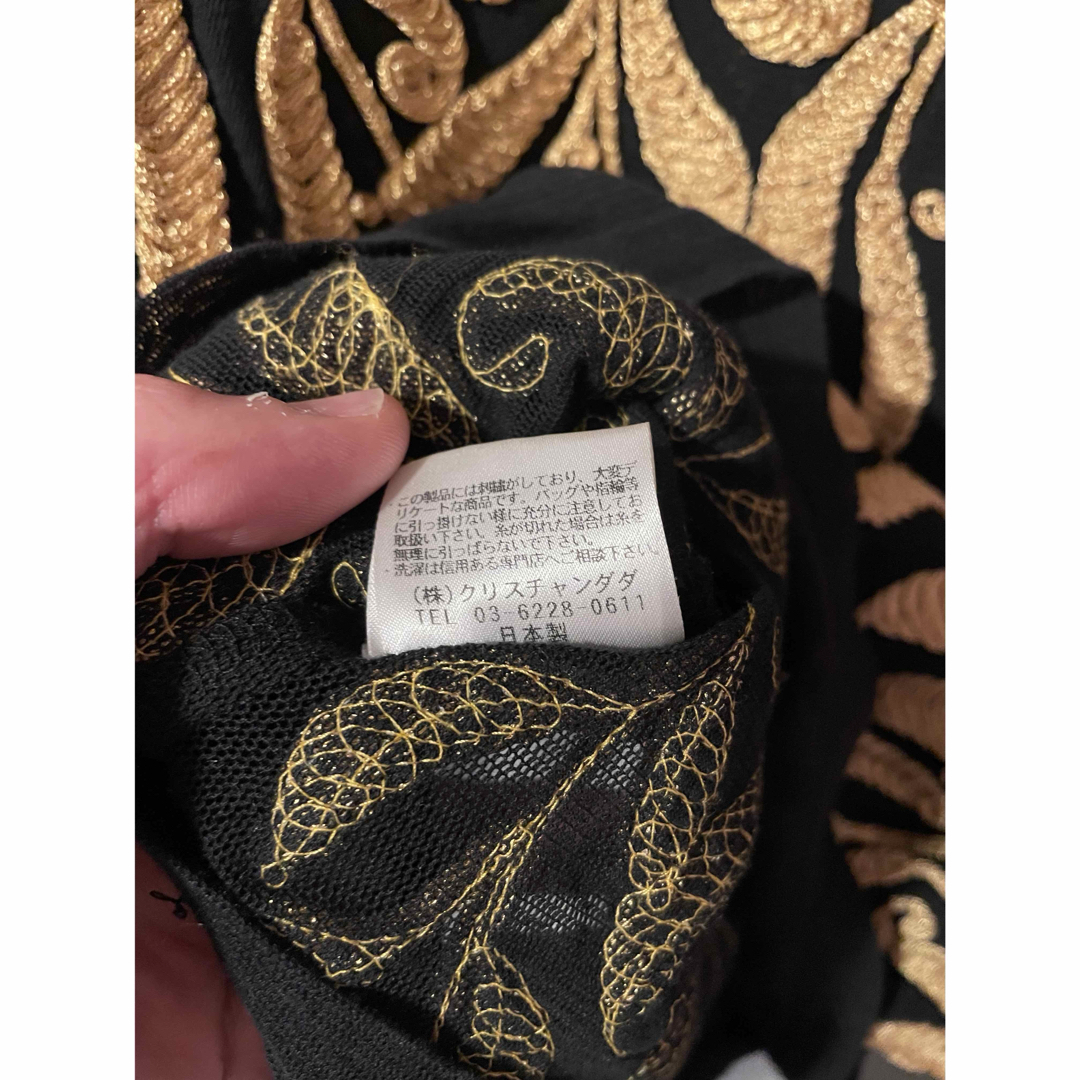 ・この製品には刺繍がしており、大変デ
リケートな商品です。バッグや指輪等
に引っ掛けない様に充分に注意してお
取扱い下さい。糸が切れた場合は糸を
無理に引っぱらないで下さい。
・洗濯は信用ある専門店へご相談下さい。
(株)クリスチャンダダ
TEL 03-6228-0611
日本製